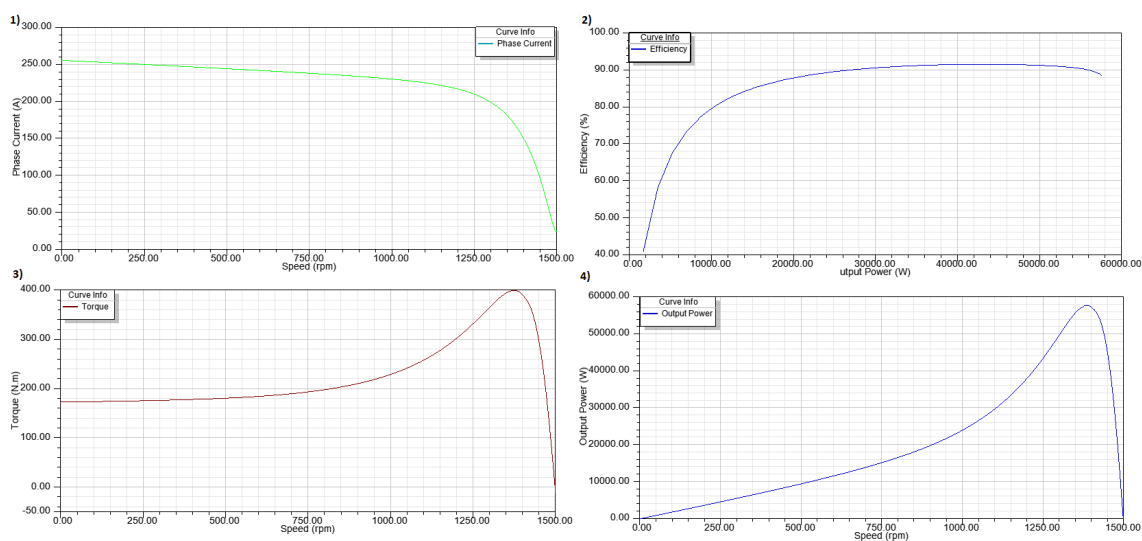 1)
300.00
250.00
200.00
150.00
100.00
50.00
0.00
Phase Current (A)
Curve Info
Phase Current
0.00 250.00 500.00 750.00 1000.00 1250.00 1500.00
Speed (rpm)
2)
100.00
90.00
80.00
70.00
60.00
50.00
40.00
Efficiency (%)
Curve Info
Efficiency
0.00 10000.00 20000.00 30000.00 40000.00 50000.00 60000.00
utput Power (W)
3)
400.00
300.00
200.00
100.00
0.00
-50.00
Torque (N.m)
Curve Info
Torque
0.00 250.00 500.00 750.00 1000.00 1250.00 1500.00
Speed (rpm)
4)
60000.00
50000.00
40000.00
30000.00
20000.00
10000.00
0.00
Output Power (W)
Curve Info
Output Power
0.00 250.00 500.00 750.00 1000.00 1250.00 1500.00
Speed (rpm)